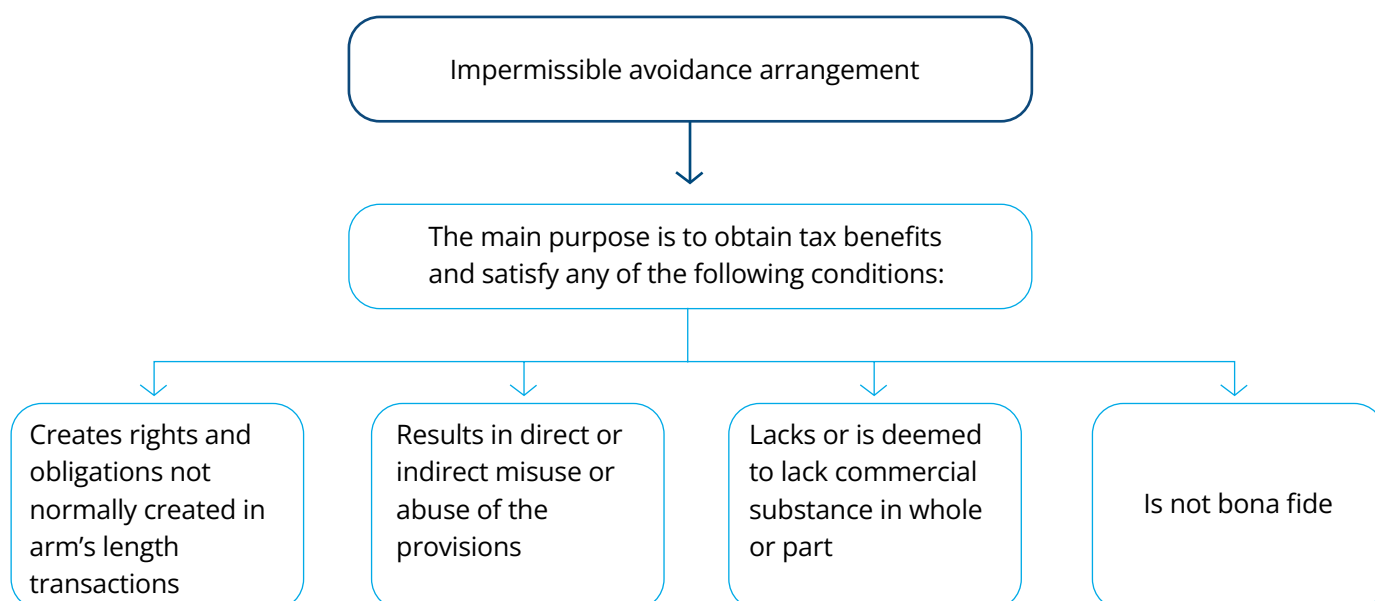 Impermissible avoidance arrangement
The main purpose is to obtain tax benefits
and satisfy any of the following conditions:
Creates rights and
obligations not
normally created in
arm’s length
transactions
Results in direct or
indirect misuse or
abuse of the
provisions
Lacks or is deemed
to lack commercial
substance in whole
or part
Is not bona fide